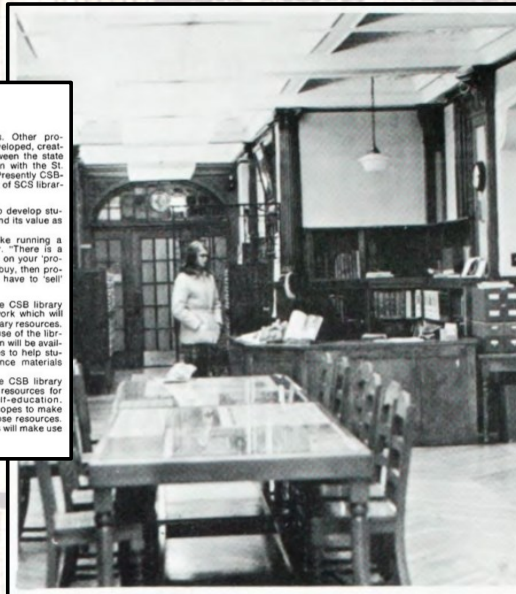 s. Other pro-
veloped, creat-
ween the state
n with the St.
Presently CSB-
of SCS librar-
o develop stu-
nd its value as
ke running a
r. "There is a
on your 'pro-
buy, then pro-
have to 'sell'
e CSB library
ork which will
ary resources.
use of the libr-
n will be avail-
es to help stu-
nce materials
e CSB library
resources for
lf-education.
opes to make
ose resources.
s will make use